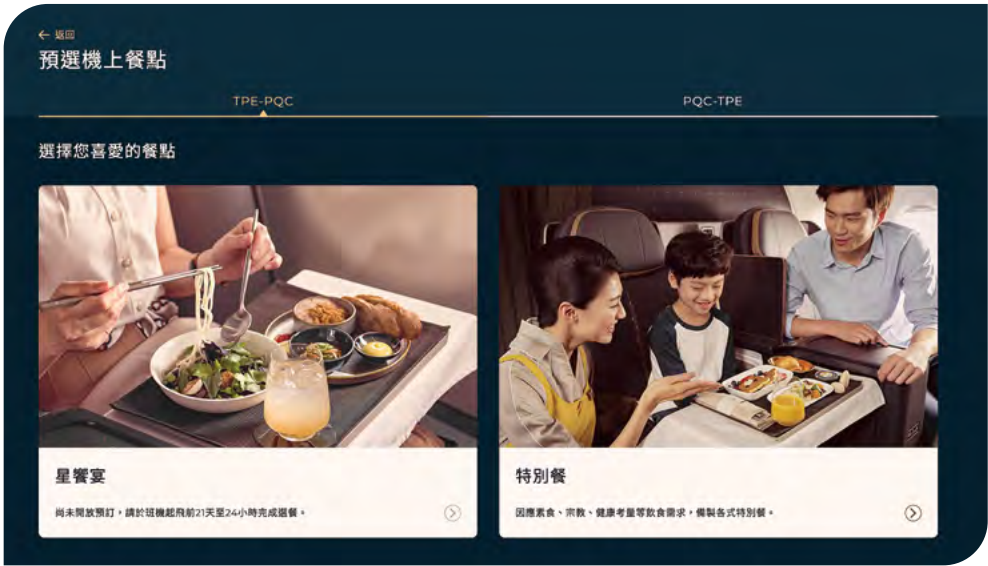 ← 返回
預選機上餐點
TPE-PQC
PQC-TPE
選擇您喜愛的餐點
星饗宴
尚未開放預訂，請於班機起飛前21天至24小時完成選餐。
特別餐
因應素食、宗教、健康考量等飲食需求，備製各式特別餐。